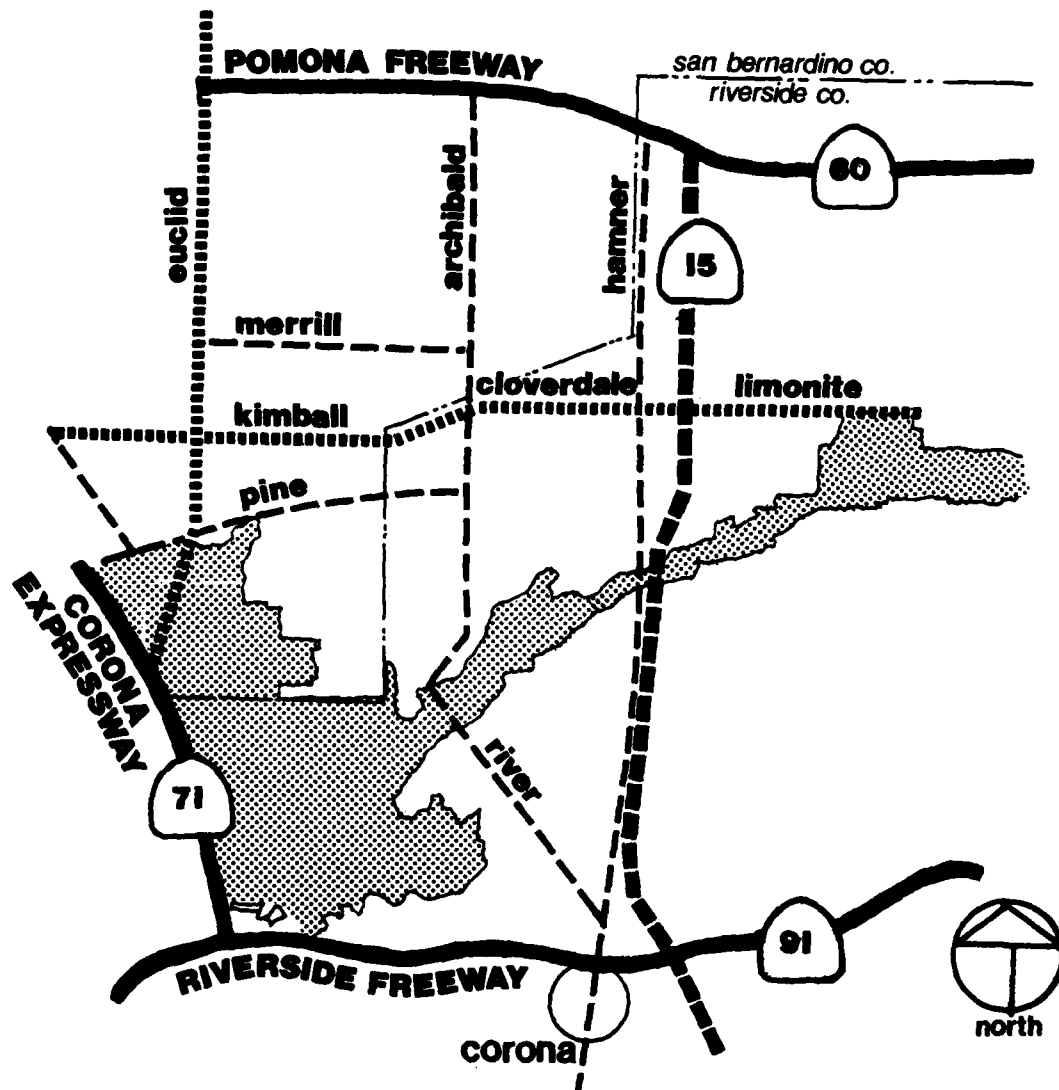 POMONA FREEWAY
san bernardino co.
riverside co.
60
euclid
archibald
hamner
15
merrill
cloverdale
limonite
kimball
pine
CORONA
EXPRESSWAY
river
71
91
RIVERSIDE FREEWAY
north
corona